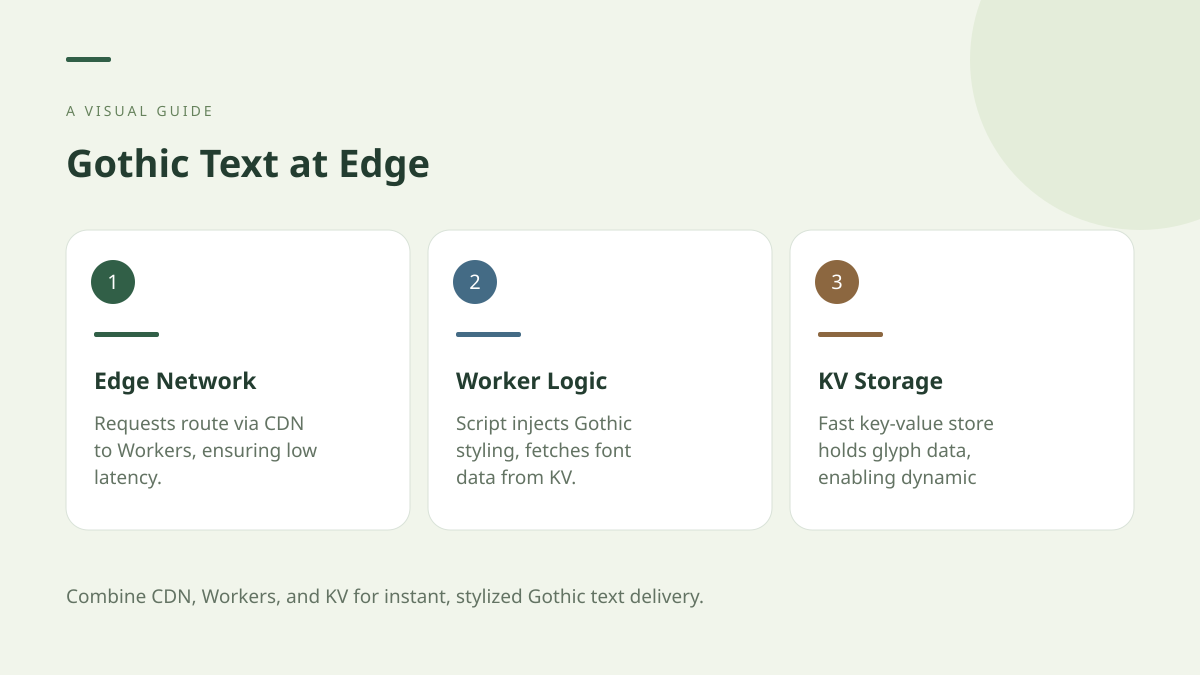 A VISUAL GUIDE
Gothic Text at Edge
1
Edge Network
Requests route via CDN
to Workers, ensuring low
latency.
2
Worker Logic
Script injects Gothic
styling, fetches font
data from KV.
3
KV Storage
Fast key-value store
holds glyph data,
enabling dynamic
Combine CDN, Workers, and KV for instant, stylized Gothic text delivery.